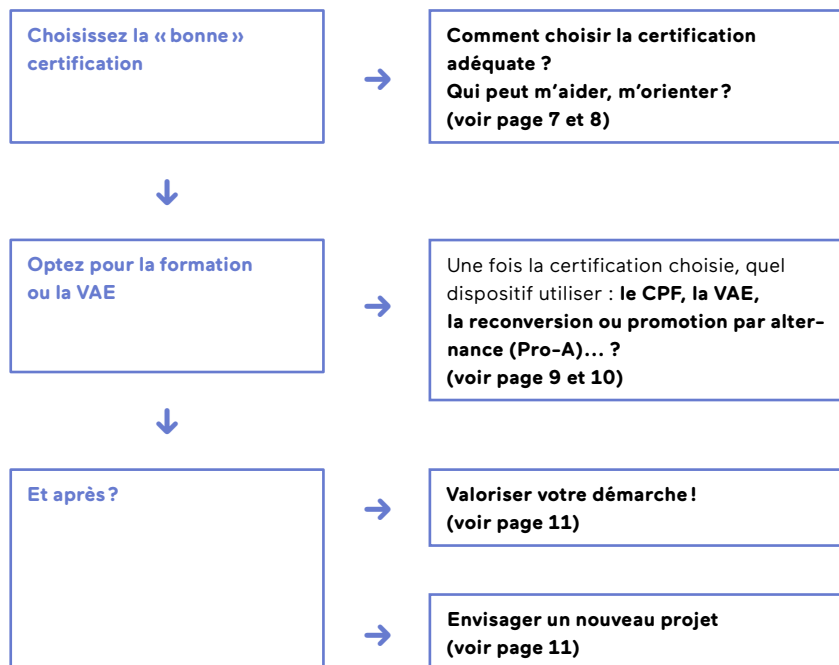 Choisissez la « bonne »
certification
Comment choisir la certification
adéquate ?
Qui peut m’aider, m’orienter ?
(voir page 7 et 8)
Optez pour la formation
ou la VAE
Une fois la certification choisie, quel
dispositif utiliser : le CPF, la VAE,
la reconversion ou promotion par alter-
nance (Pro-A)... ?
(voir page 9 et 10)
Et après ?
Valoriser votre démarche !
(voir page 11)
Envisager un nouveau projet
(voir page 11)